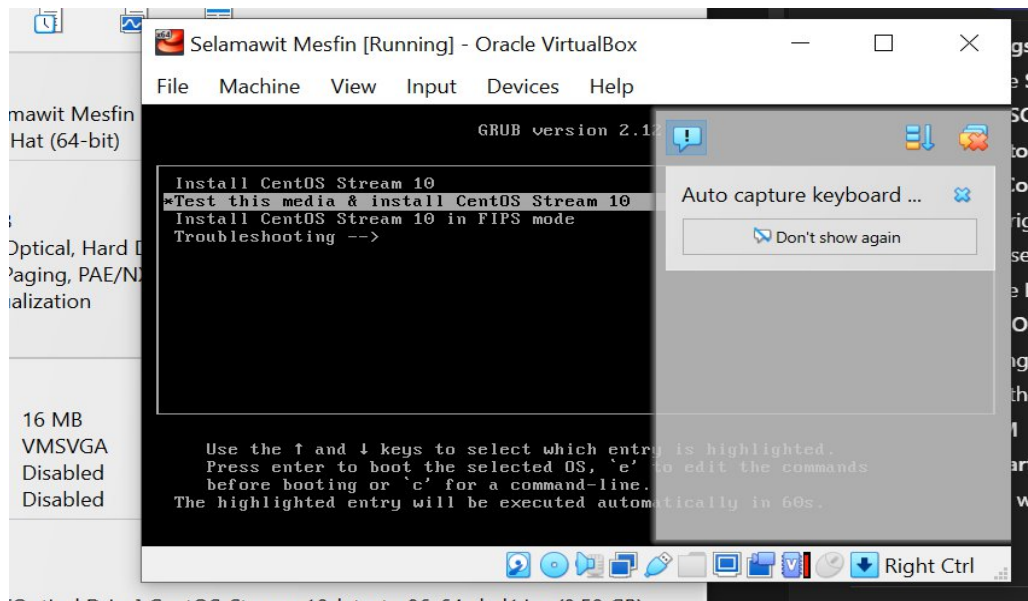 Selamawit Mesfin [Running] - Oracle VirtualBox
File Machine View Input Devices Help
mawit Mesfin
Hat (64-bit)
Optical, Hard
Paging, PAE/NX
alization
16 MB
VMSVGA
Disabled
Disabled
GRUB version 2.12
Install CentOS Stream 10
*Test this media & install CentOS Stream 10
Install CentOS Stream 10 in FIPS mode
Troubleshooting -->
Auto capture keyboard ...
Don't show again
Use the ↑ and ↓ keys to select which entry is highlighted.
Press enter to boot the selected OS, `e' to edit the commands
before booting or `c' for a command-line.
The highlighted entry will be executed automatically in 60s.
Right Ctrl